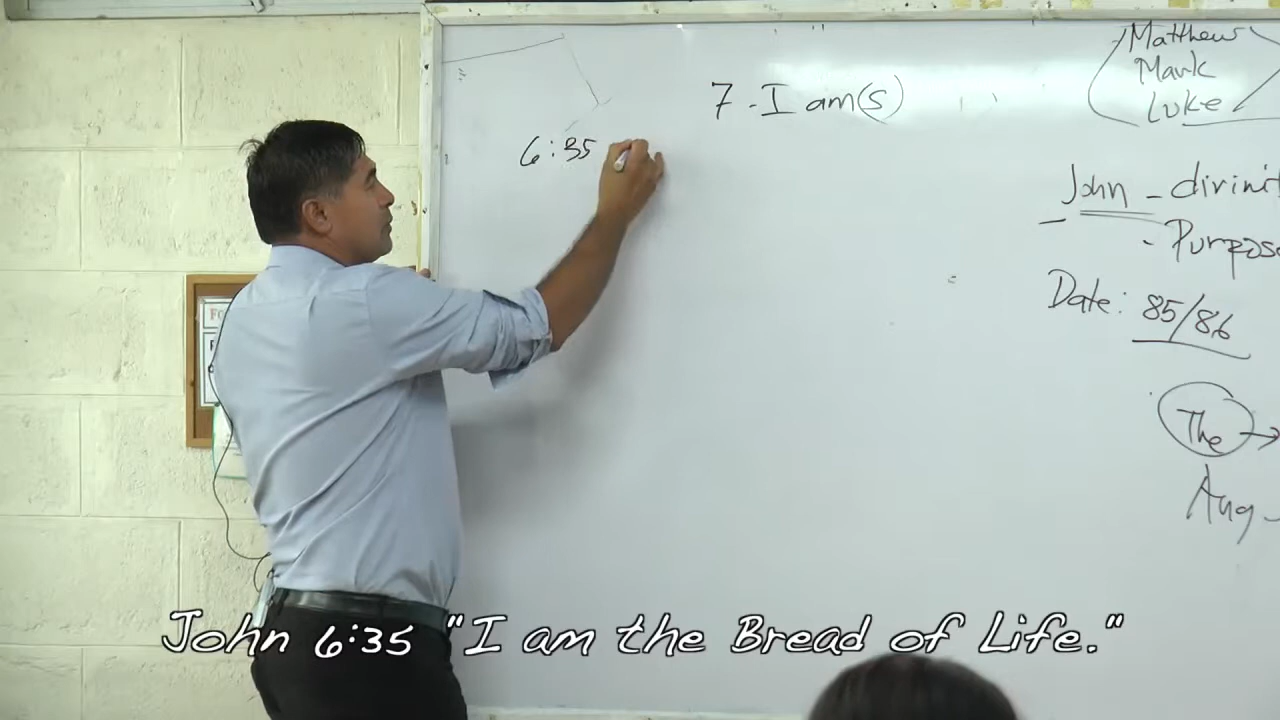 7 - I am(s)
6:35
Matthew
Mark
Luke
John - divinit
- Purpose
Date: 85/86
The →
Aug -
John 6:35 "I am the Bread of Life."